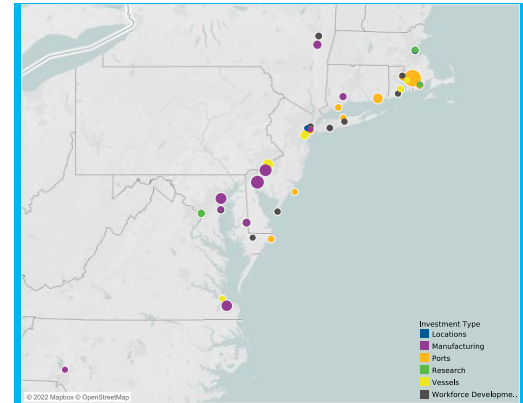 Investment Type
Locations
Manufacturing
Ports
Research
Vessels
Workforce Developme..
© 2022 Mapbox © OpenStreetMap